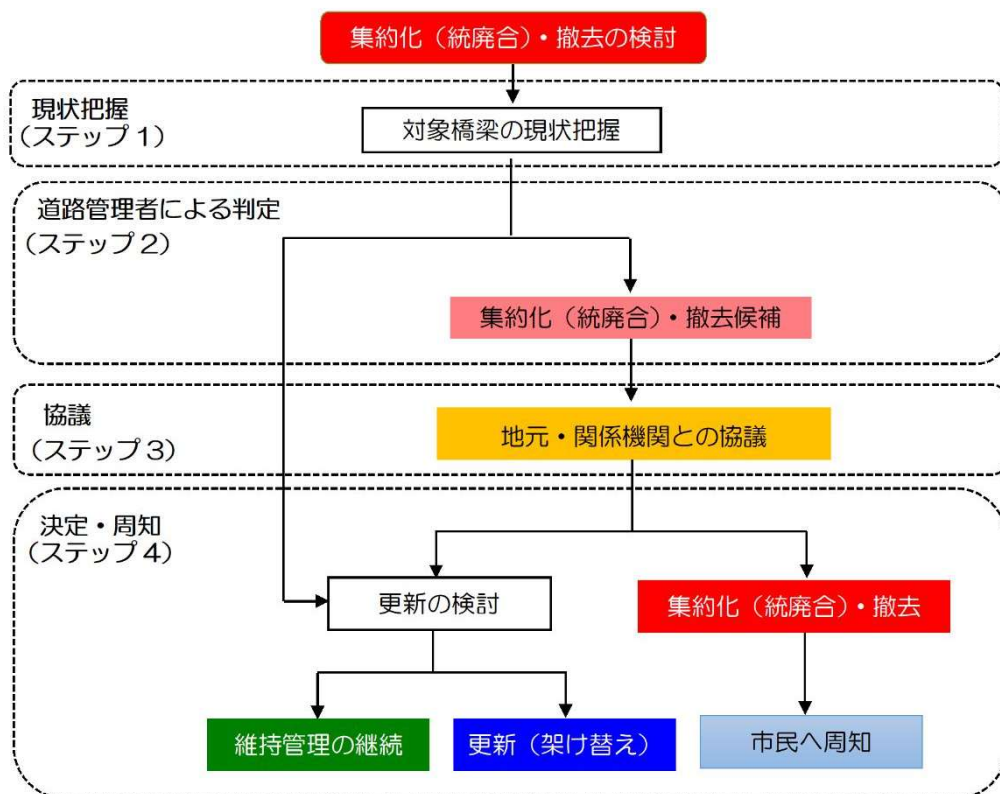 集約化（統廃合）・撤去の検討
現状把握
（ステップ１）
対象橋梁の現状把握
道路管理者による判定
（ステップ２）
集約化（統廃合）・撤去候補
協議
（ステップ３）
地元・関係機関との協議
決定・周知
（ステップ４）
更新の検討
集約化（統廃合）・撤去
維持管理の継続
更新（架け替え）
市民へ周知